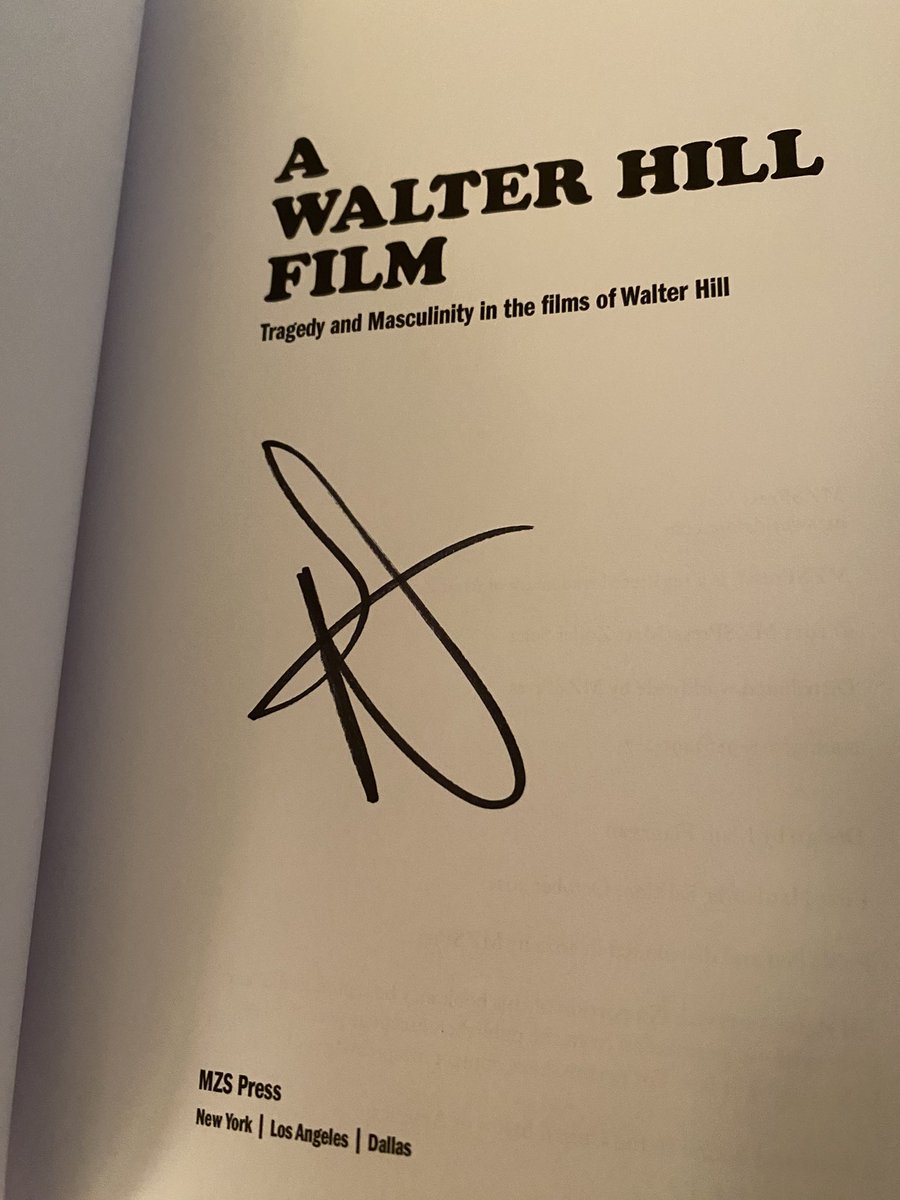 A
WALTER HILL
FILM
Tragedy and Masculinity in the films of Walter Hill
MZS Press
New York | Los Angeles | Dallas